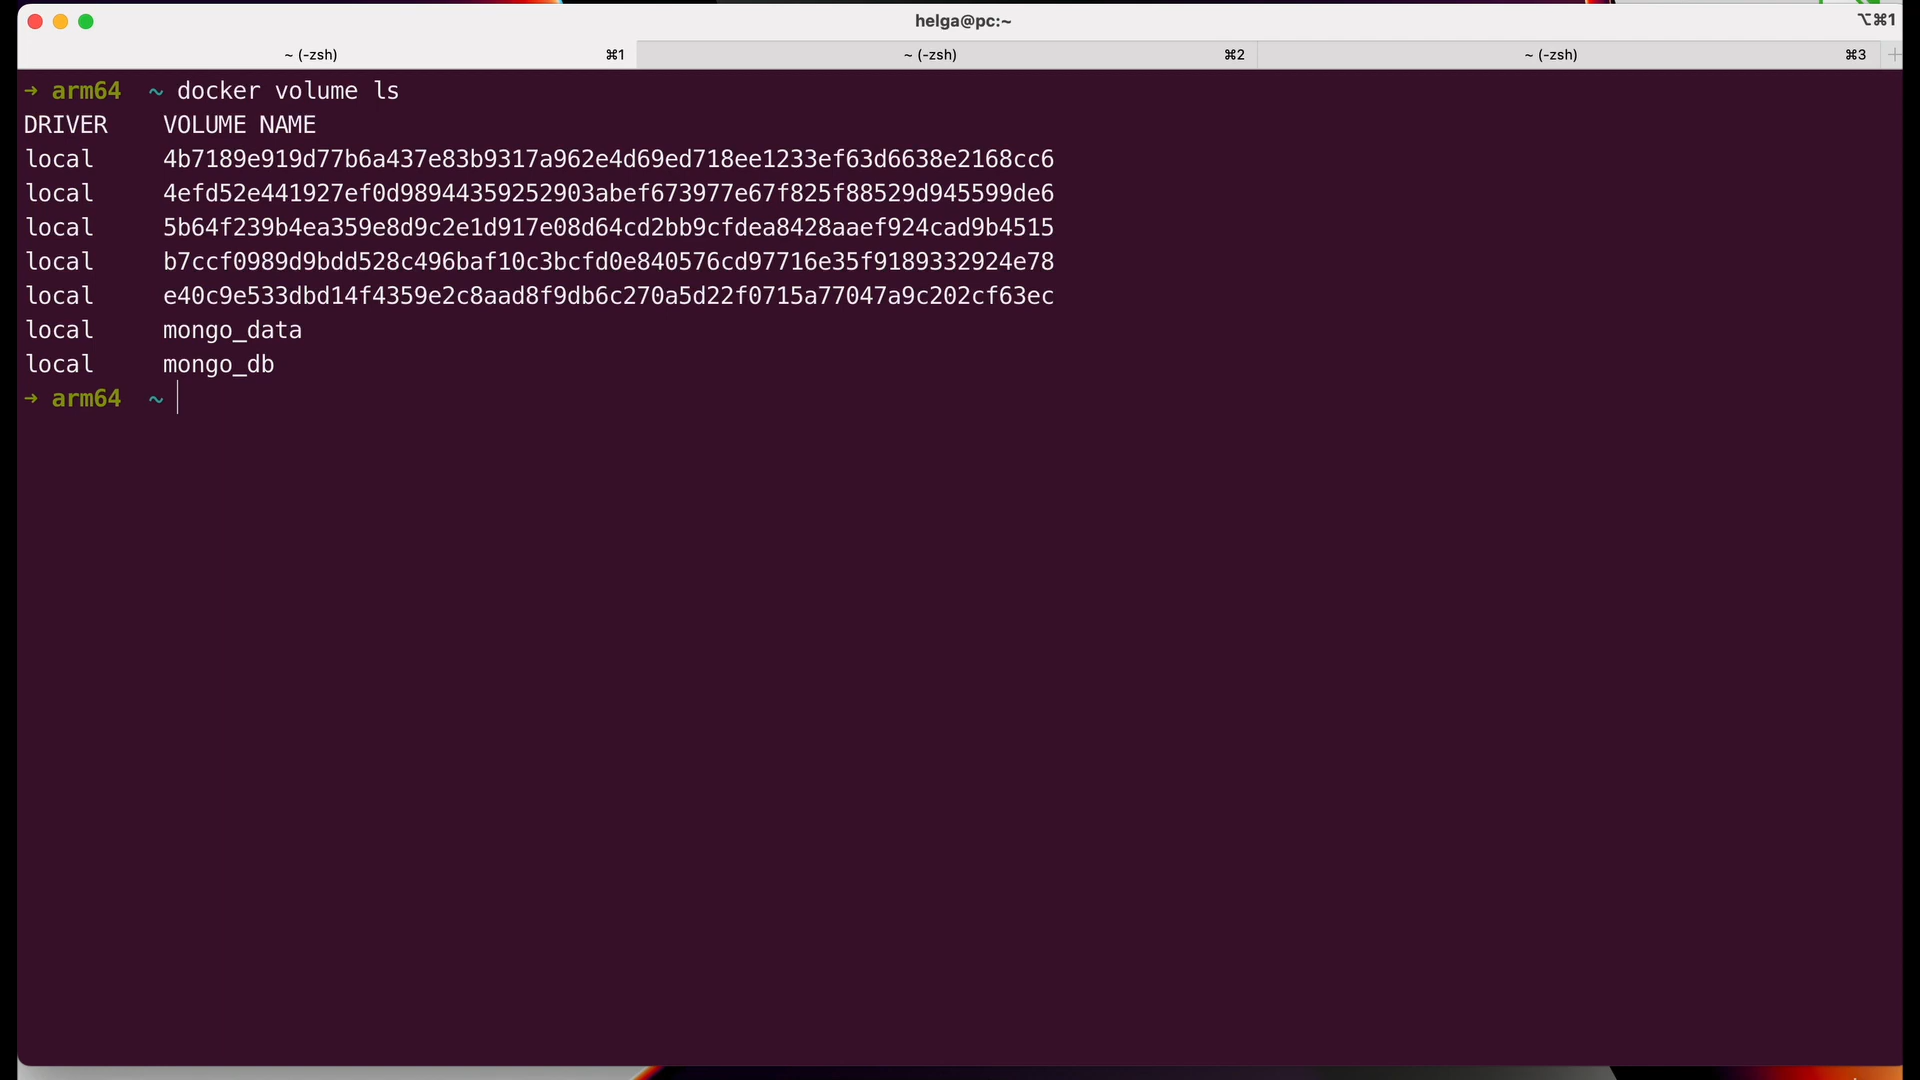 helga@pc:~
⌥⌘1
~ (-zsh) ⌘1 ~ (-zsh) ⌘2 ~ (-zsh) ⌘3
→ arm64 ~ docker volume ls
DRIVER VOLUME NAME
local 4b7189e919d77b6a437e83b9317a962e4d69ed718ee1233ef63d6638e2168cc6
local 4efd52e441927ef0d98944359252903abef673977e67f825f88529d945599de6
local 5b64f239b4ea359e8d9c2e1d917e08d64cd2bb9cfdea8428aaef924cad9b4515
local b7ccf0989d9bdd528c496baf10c3bcfd0e840576cd97716e35f9189332924e78
local e40c9e533dbd14f4359e2c8aad8f9db6c270a5d22f0715a77047a9c202cf63ec
local mongo_data
local mongo_db
→ arm64 ~